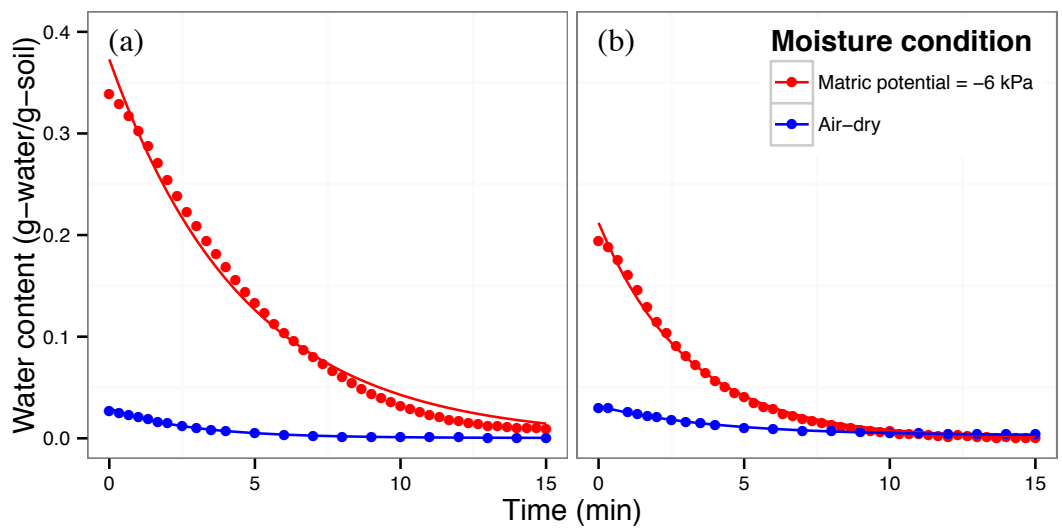 (a)
(b)
Moisture condition
Matric potential = −6 kPa
Air−dry
Water content (g−water/g−soil)
0.4
0.3
0.2
0.1
0.0
0
5
10
15
0
5
10
15
Time (min)